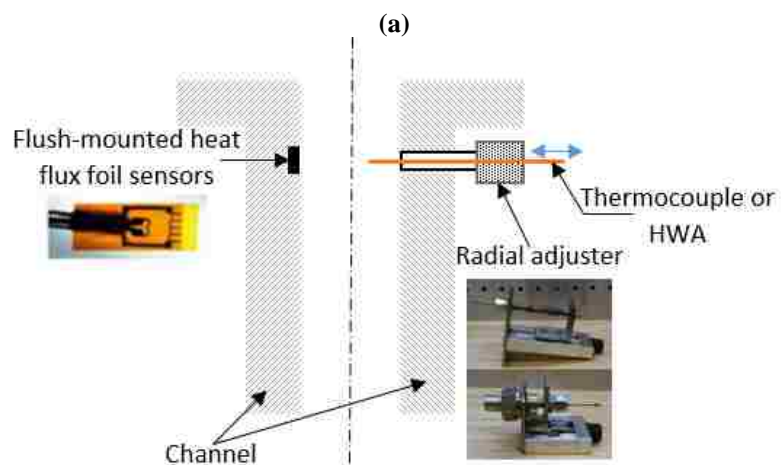 (a)
Flush-mounted heat
flux foil sensors
Thermocouple or
HWA
Radial adjuster
Channel